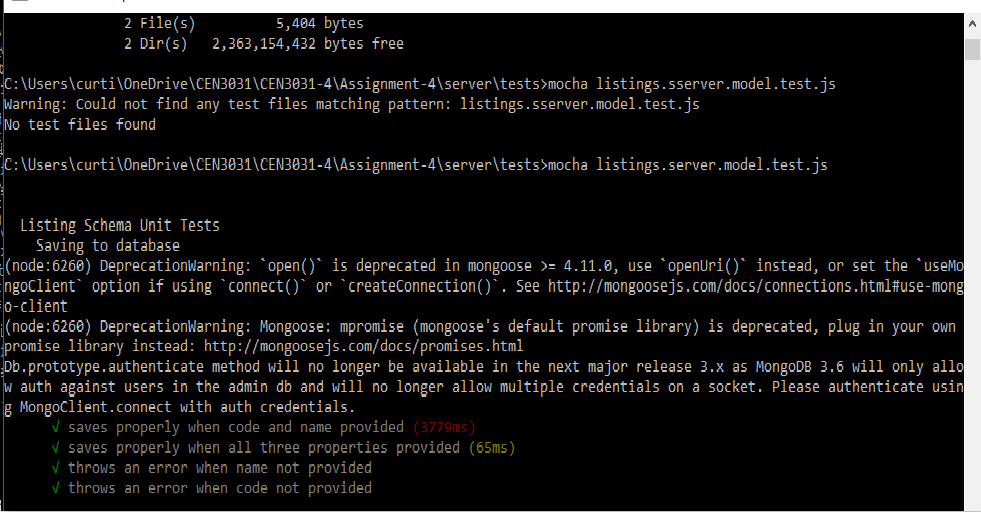 2 File(s) 5,404 bytes
2 Dir(s) 2,363,154,432 bytes free
C:\Users\curti\OneDrive\CEN3031\CEN3031-4\Assignment-4\server\tests>mocha listings.sserver.model.test.js
Warning: Could not find any test files matching pattern: listings.sserver.model.test.js
No test files found
C:\Users\curti\OneDrive\CEN3031\CEN3031-4\Assignment-4\server\tests>mocha listings.server.model.test.js
Listing Schema Unit Tests
Saving to database
(node:6260) DeprecationWarning: `open()` is deprecated in mongoose >= 4.11.0, use `openUri()` instead, or set the `useMo
ngoClient` option if using `connect()` or `createConnection()`. See http://mongoosejs.com/docs/connections.html#use-mong
o-client
(node:6260) DeprecationWarning: Mongoose: mpromise (mongoose's default promise library) is deprecated, plug in your own
promise library instead: http://mongoosejs.com/docs/promises.html
Db.prototype.authenticate method will no longer be available in the next major release 3.x as MongoDB 3.6 will only allo
w auth against users in the admin db and will no longer allow multiple credentials on a socket. Please authenticate usin
g MongoClient.connect with auth credentials.
√ saves properly when code and name provided (3779ms)
√ saves properly when all three properties provided (65ms)
√ throws an error when name not provided
√ throws an error when code not provided